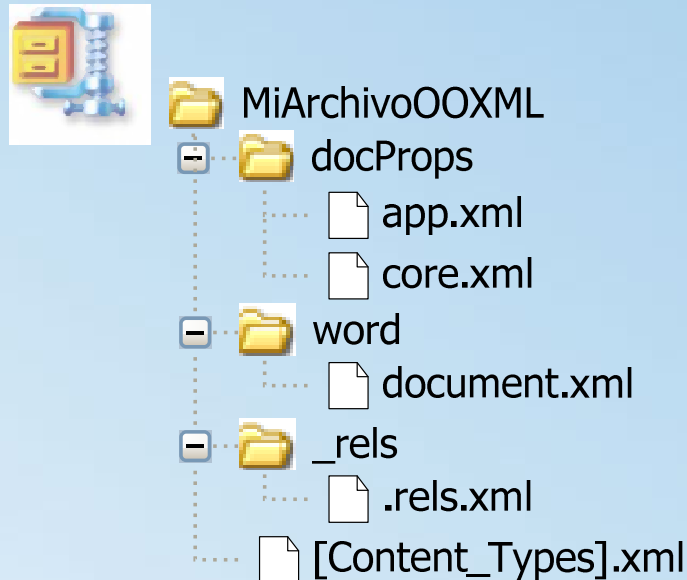 MiArchivoOOXML
docProps
app.xml
core.xml
word
document.xml
_rels
.rels.xml
[Content_Types].xml